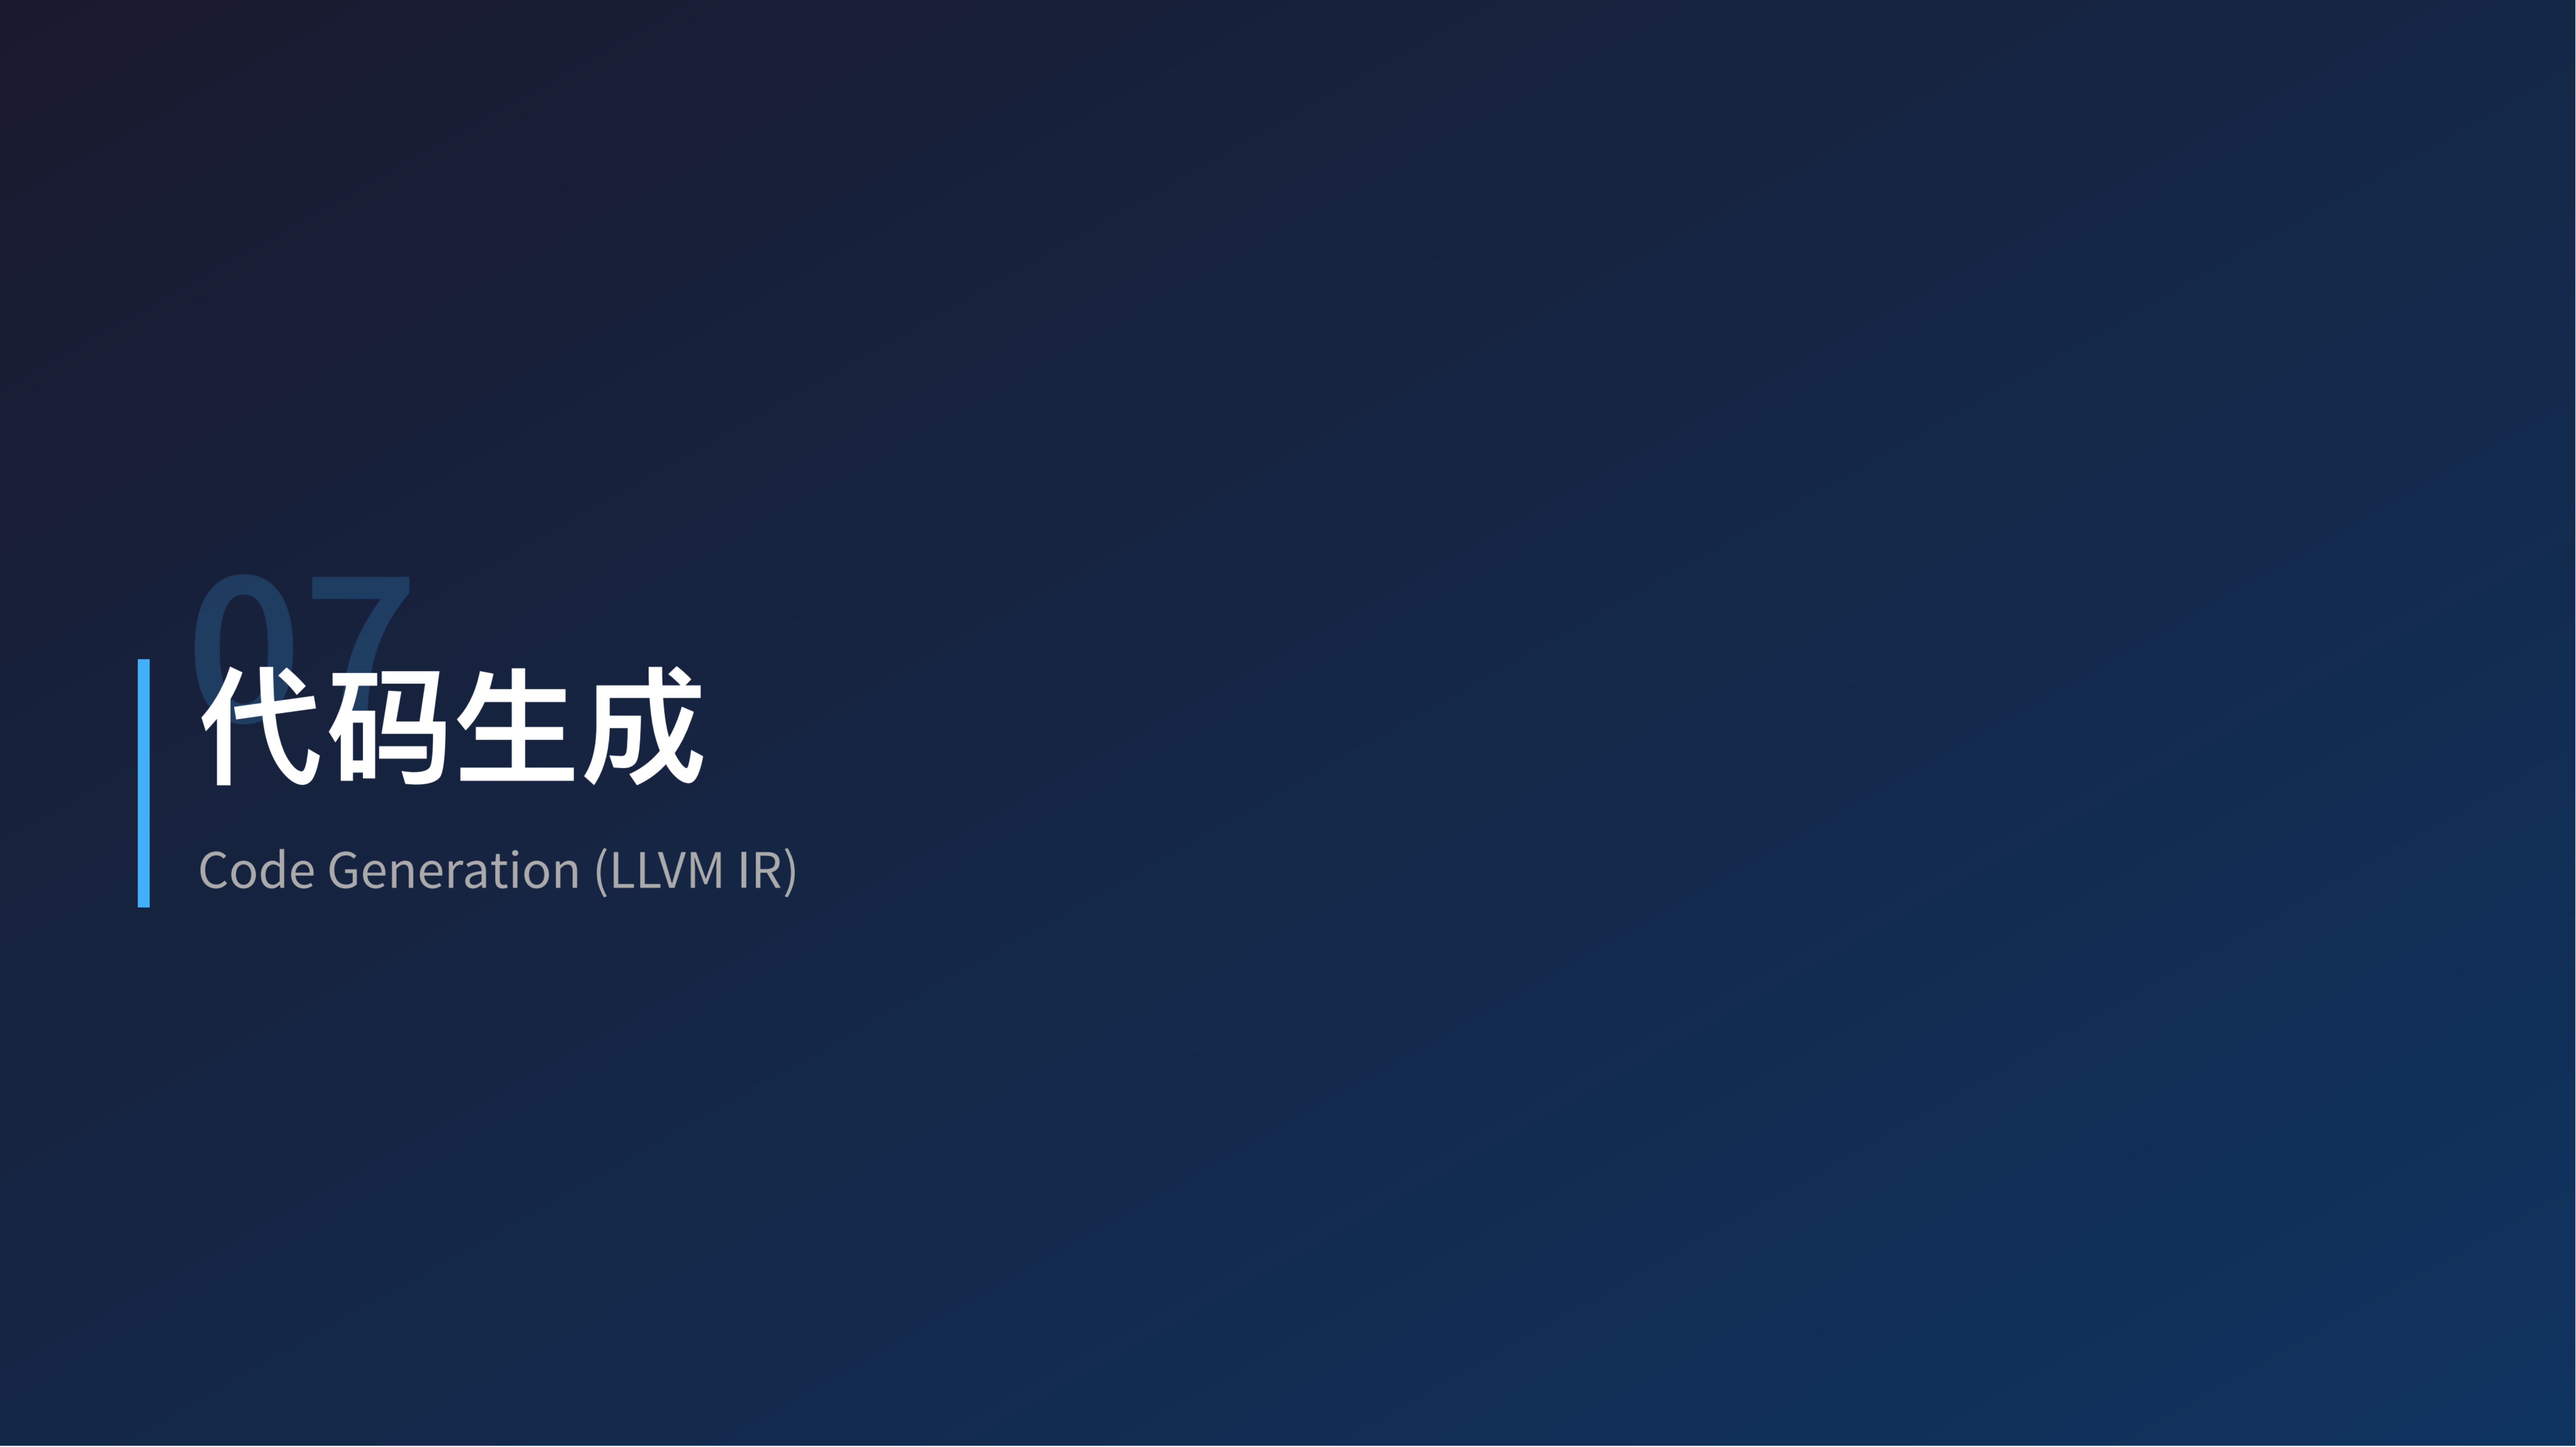 07
代码生成
Code Generation (LLVM IR)